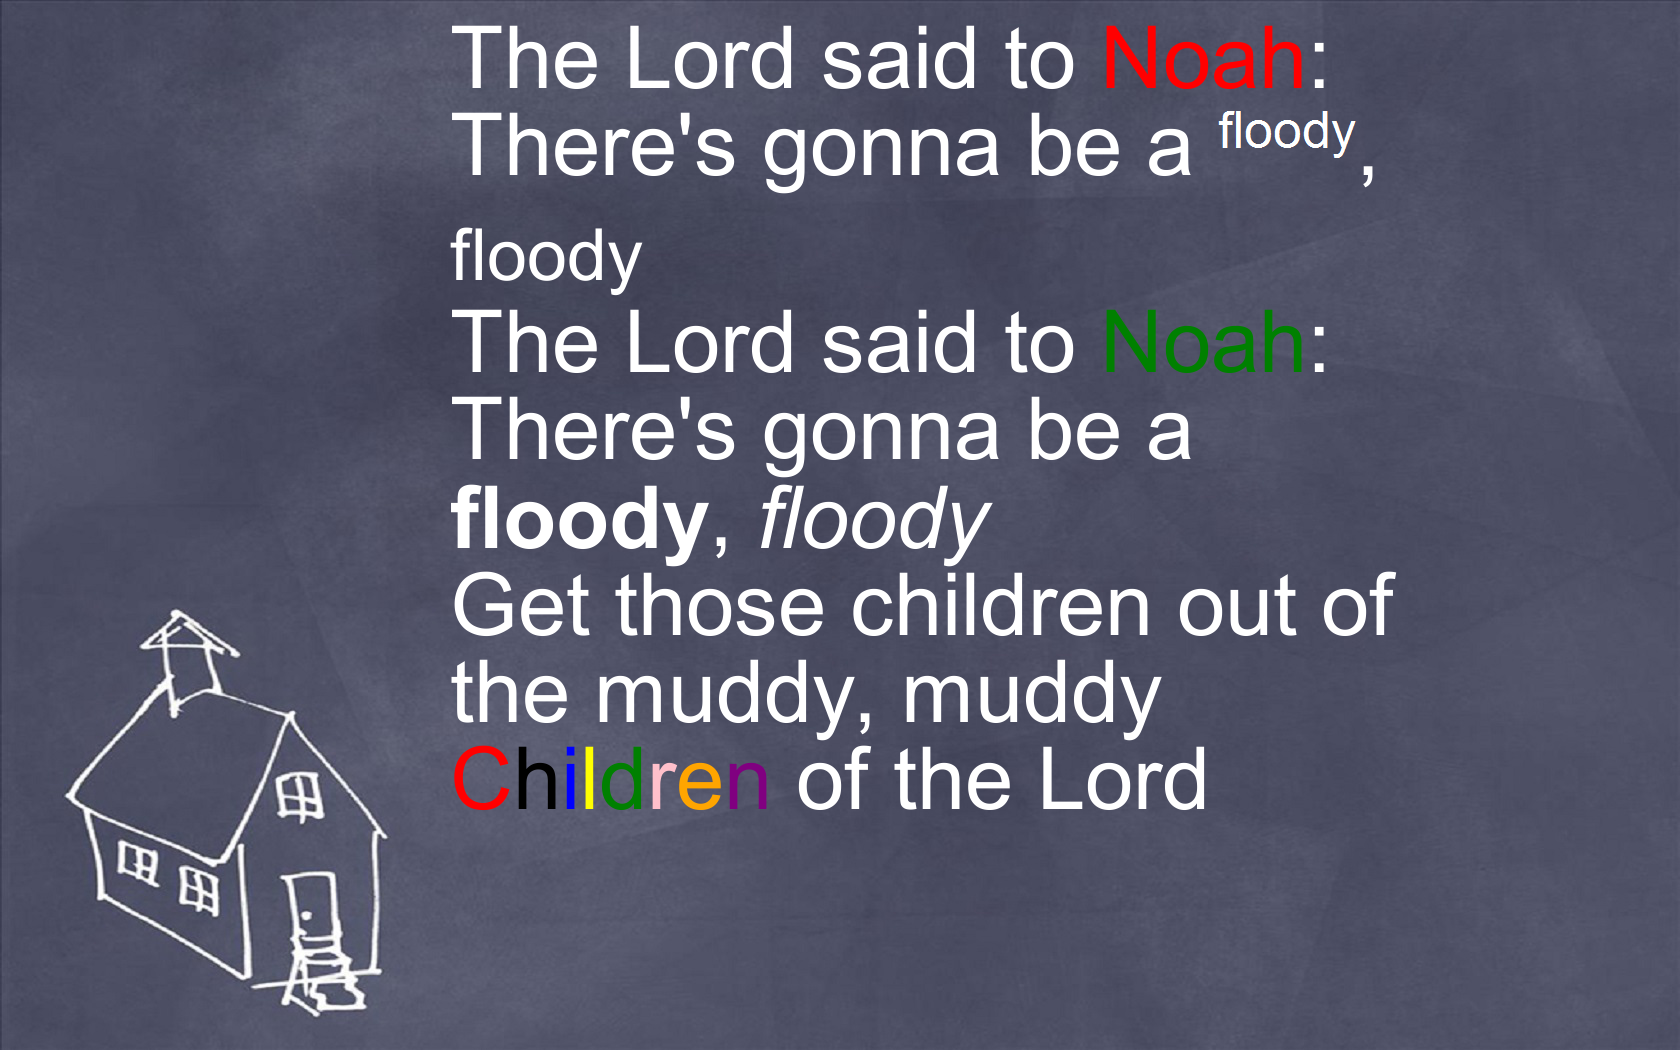 The Lord said to Noah:
There's gonna be a floody,
floody
The Lord said to Noah:
There's gonna be a
floody, floody
Get those children out of
the muddy, muddy
Children of the Lord